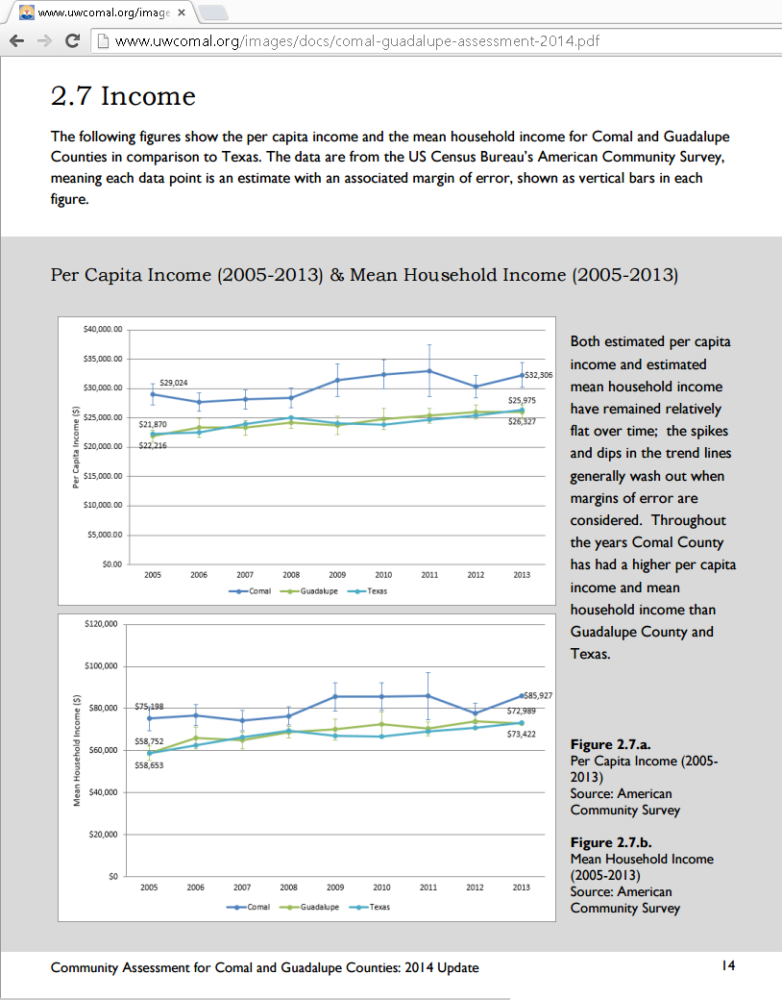 www.uwcomal.org/image
www.uwcomal.org/images/docs/comal-guadalupe-assessment-2014.pdf
2.7 Income
The following figures show the per capita income and the mean household income for Comal and Guadalupe
Counties in comparison to Texas. The data are from the US Census Bureau's American Community Survey,
meaning each data point is an estimate with an associated margin of error, shown as vertical bars in each
figure.
Per Capita Income (2005-2013) & Mean Household Income (2005-2013)
Per Capita Income ($)
$40,000.00
$35,000.00
$30,000.00
$25,000.00
$20,000.00
$15,000.00
$10,000.00
$5,000.00
$0.00
$29,024
$21,870
$22,216
$32,306
$25,975
$26,327
2005 2006 2007 2008 2009 2010 2011 2012 2013
Comal Guadalupe Texas
Mean Household Income ($)
$120,000
$100,000
$80,000
$60,000
$40,000
$20,000
$0
$75,198
$58,752
$58,653
$85,927
$72,989
$73,422
2005 2006 2007 2008 2009 2010 2011 2012 2013
Comal Guadalupe Texas
Both estimated per capita
income and estimated
mean household income
have remained relatively
flat over time; the spikes
and dips in the trend lines
generally wash out when
margins of error are
considered. Throughout
the years Comal County
has had a higher per capita
income and mean
household income than
Guadalupe County and
Texas.
Figure 2.7.a.
Per Capita Income (2005-
2013)
Source: American
Community Survey
Figure 2.7.b.
Mean Household Income
(2005-2013)
Source: American
Community Survey
Community Assessment for Comal and Guadalupe Counties: 2014 Update
14